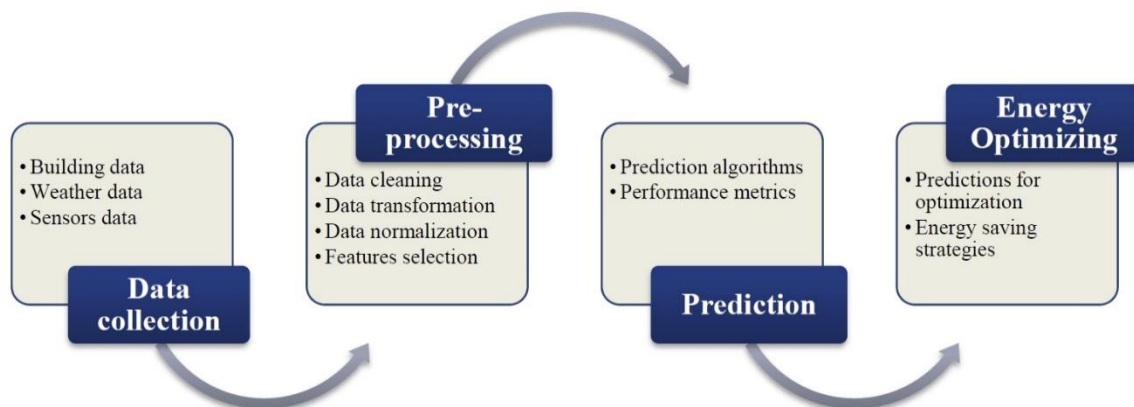 • Building data
• Weather data
• Sensors data
Data
collection
Pre-
processing
• Data cleaning
• Data transformation
• Data normalization
• Features selection
• Prediction algorithms
• Performance metrics
Prediction
Energy
Optimizing
• Predictions for
optimization
• Energy saving
strategies